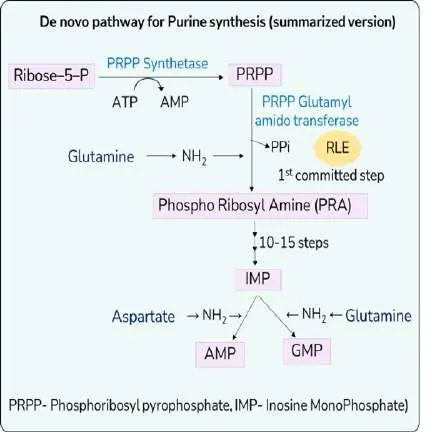 De novo pathway for Purine synthesis (summarized version)
PRPP Synthetase
Ribose–5–P
PRPP
ATP AMP
PRPP Glutamyl
amido transferase
PPi RLE
Glutamine → NH₂ →
1ˢᵗ committed step
Phospho Ribosyl Amine (PRA)
10-15 steps
IMP
Aspartate → NH₂ → ← NH₂ ← Glutamine
AMP GMP
PRPP- Phosphoribosyl pyrophosphate, IMP- Inosine MonoPhosphate)